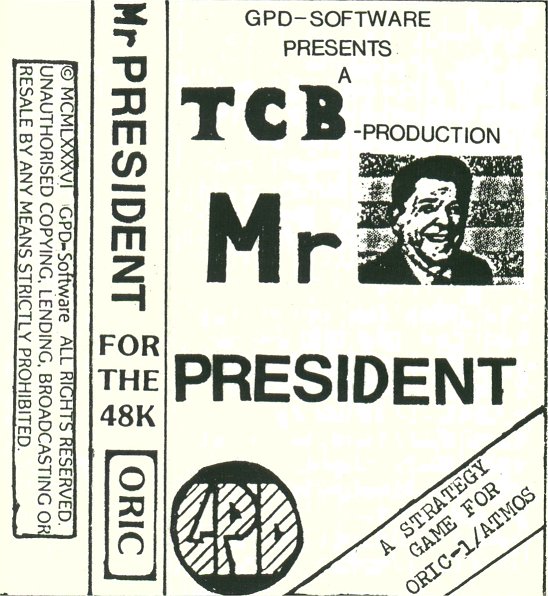 © MCMLXXXVI GPD-Software ALL RIGHTS RESERVED.
UNAUTHORISED COPYING, LENDING, BROADCASTING OR
RESALE BY ANY MEANS STRICTLY PROHIBITED.
Mr PRESIDENT
FOR
THE
48K
ORIC
GPD-SOFTWARE
PRESENTS
A
TCB-PRODUCTION
Mr
PRESIDENT
GPD
A STRATEGY
GAME FOR
ORIC-1/ATMOS